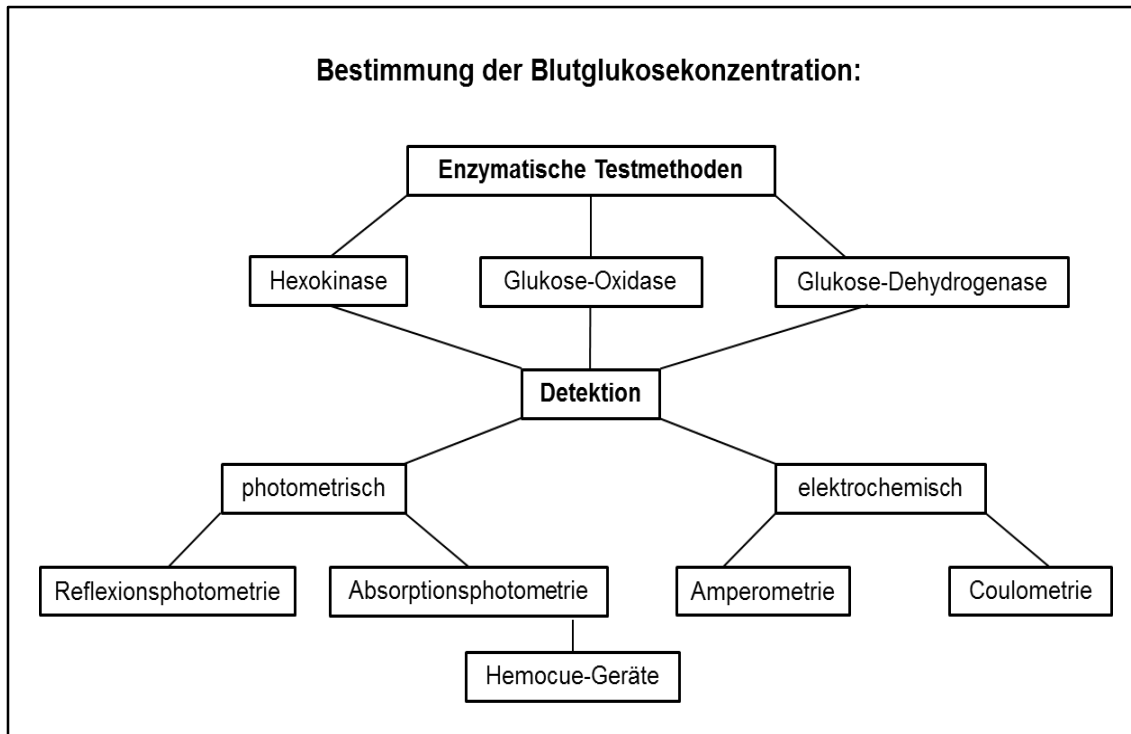 Bestimmung der Blutglukosekonzentration:
Enzymatische Testmethoden
Hexokinase
Glukose-Oxidase
Glukose-Dehydrogenase
Detektion
photometrisch
elektrochemisch
Reflexionsphotometrie
Absorptionsphotometrie
Amperometrie
Coulometrie
Hemocue-Geräte